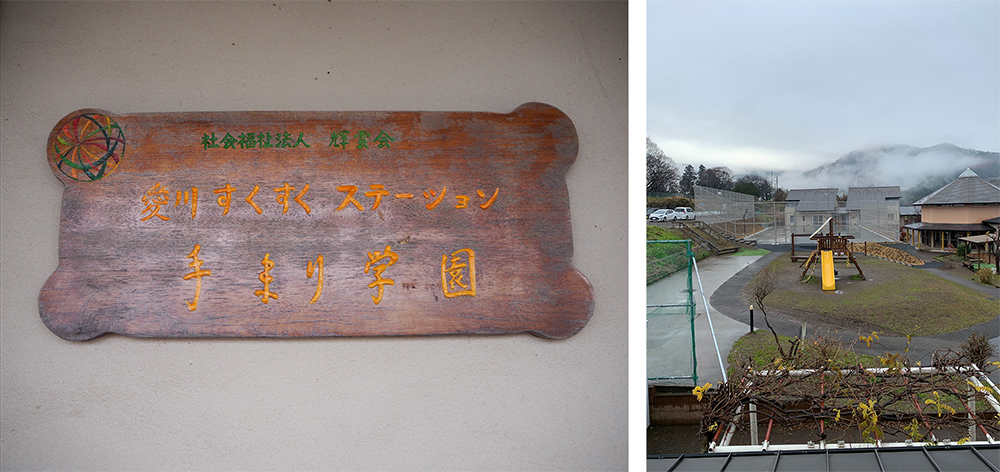 社会福祉法人 輝雲会
愛川すくすくステーション
手まり学園